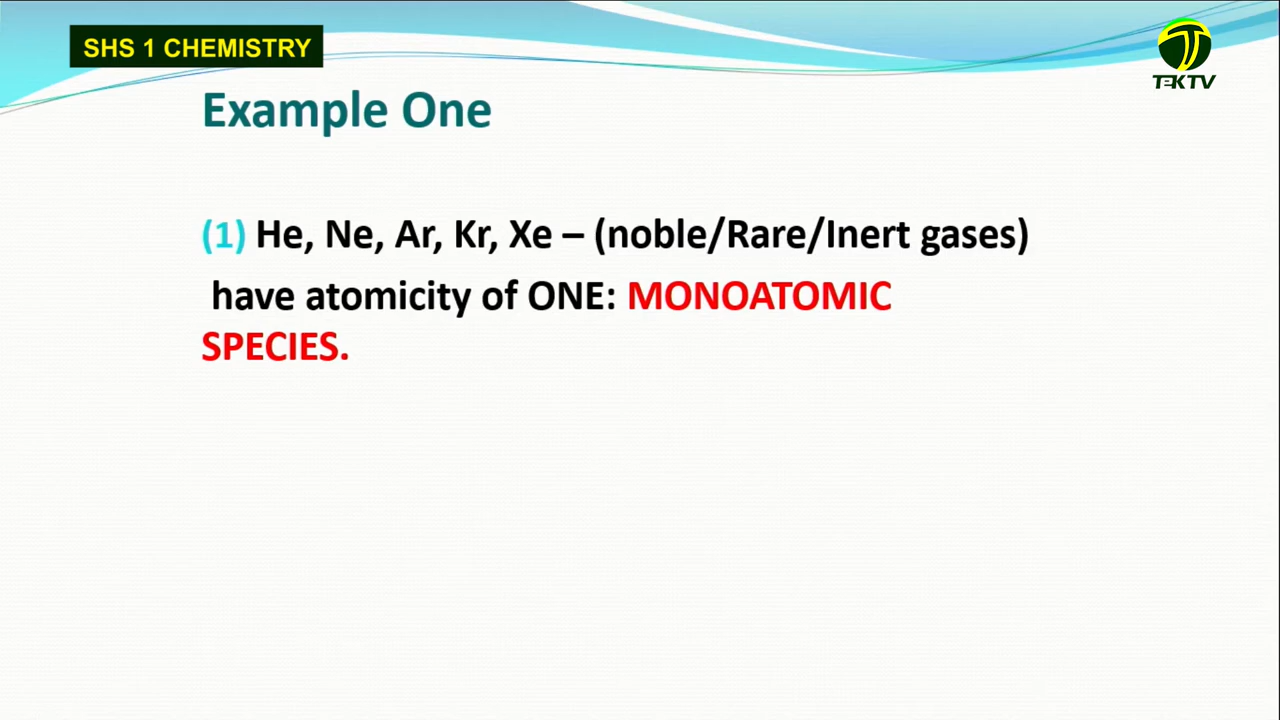 SHS 1 CHEMISTRY
TEKTV
Example One
(1) He, Ne, Ar, Kr, Xe – (noble/Rare/Inert gases)
have atomicity of ONE: MONOATOMIC
SPECIES.